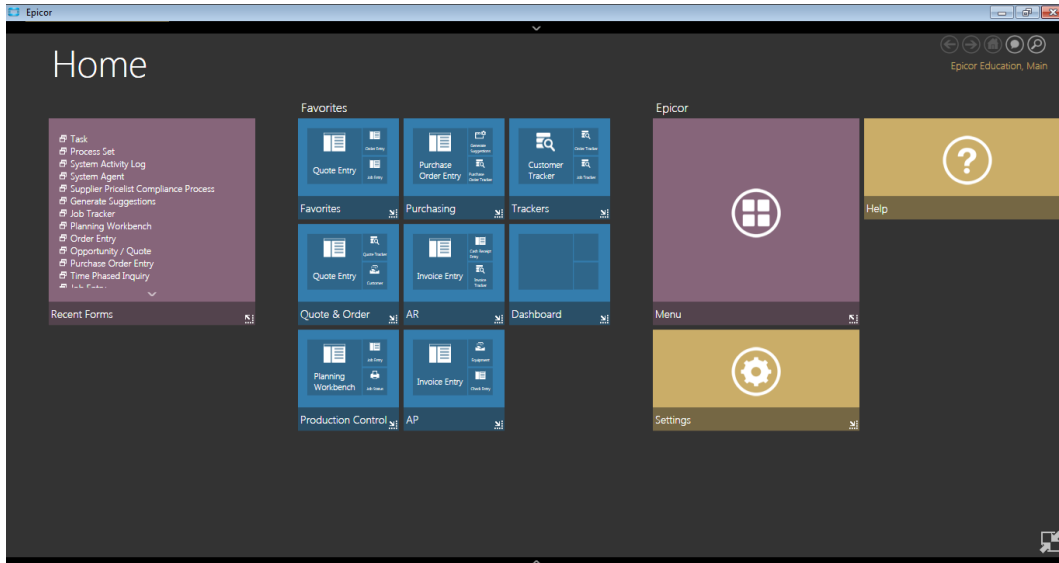 Epicor
Home
Epicor Education, Main
Task
Process Set
System Activity Log
System Agent
Supplier Pricelist Compliance Process
Generate Suggestions
Job Tracker
Planning Workbench
Order Entry
Opportunity / Quote
Purchase Order Entry
Time Phased Inquiry
Job Entry
Recent Forms
Favorites
Quote Entry
Order Entry
Job Entry
Favorites
Purchase
Order Entry
Generate
Suggestions
Purchase
Order Tracker
Purchasing
Customer
Tracker
Order Tracker
Job Tracker
Trackers
Quote Entry
Quote Tracker
Customer
Quote & Order
Invoice Entry
Cash Receipt
Entry
Invoice
Tracker
AR
Dashboard
Planning
Workbench
Job Entry
Job Status
Production Control
Invoice Entry
Equipment
Check Entry
AP
Epicor
Menu
Help
Settings